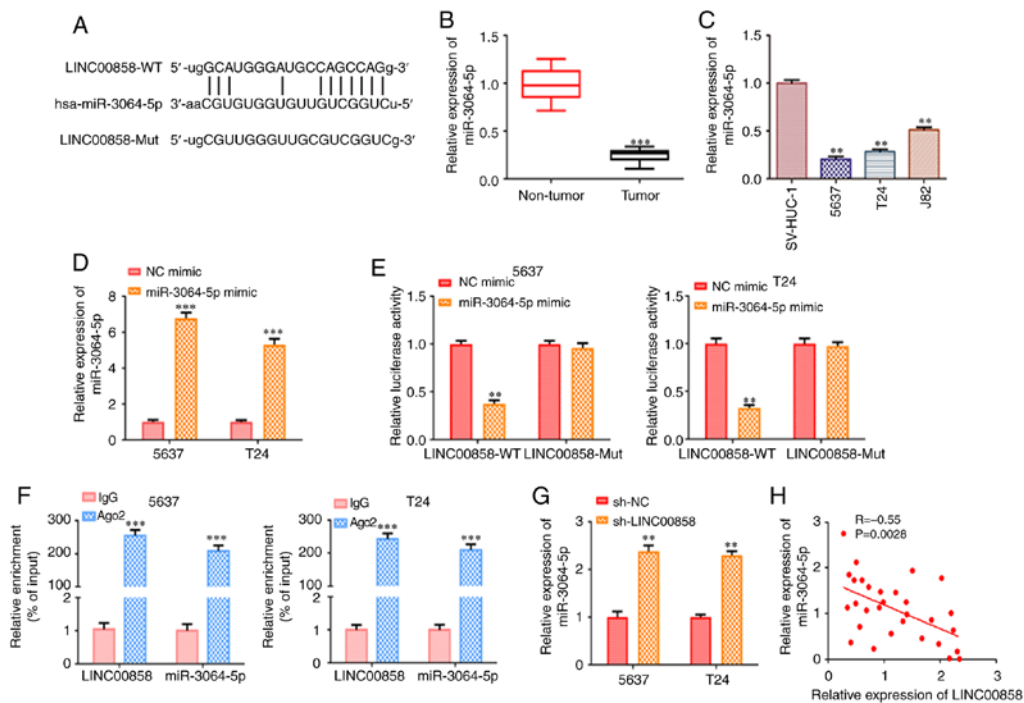 A
LINC00858-WT 5′-ugGCAUGGGAUGCCAGCCAGg-3′
hsa-miR-3064-5p 3′-aaCGUGUGGUGUUGUCGGUCu-5′
LINC00858-Mut 5′-ugCGUUGGGUUGCGUCGGUCg-3′
B
Relative expression of
miR-3064-5p
1.5
1.0
0.5
0.0
***
Non-tumor Tumor
C
Relative expression of
miR-3064-5p
1.5
1.0
0.5
0.0
** ** **
SV-HUC-1 5637 T24 J82
D
NC mimic
miR-3064-5p mimic
Relative expression of
miR-3064-5p
8
6
4
2
0
*** ***
5637 T24
E
5637
NC mimic
miR-3064-5p mimic
Relative luciferase activity
1.5
1.0
0.5
0.0
**
LINC00858-WT LINC00858-Mut
T24
NC mimic
miR-3064-5p mimic
Relative luciferase activity
1.5
1.0
0.5
0.0
**
LINC00858-WT LINC00858-Mut
F
5637
IgG
Ago2
Relative enrichment
(% of input)
300
200
100
2
1
0
*** ***
LINC00858 miR-3064-5p
T24
IgG
Ago2
Relative enrichment
(% of input)
300
200
100
2
1
0
*** ***
LINC00858 miR-3064-5p
G
sh-NC
sh-LINC00858
Relative expression of
miR-3064-5p
3
2
1
0
** **
5637 T24
H
R=−0.55
P=0.0028
Relative expression of
miR-3064-5p
3
2
1
0
0 1 2 3
Relative expression of LINC00858